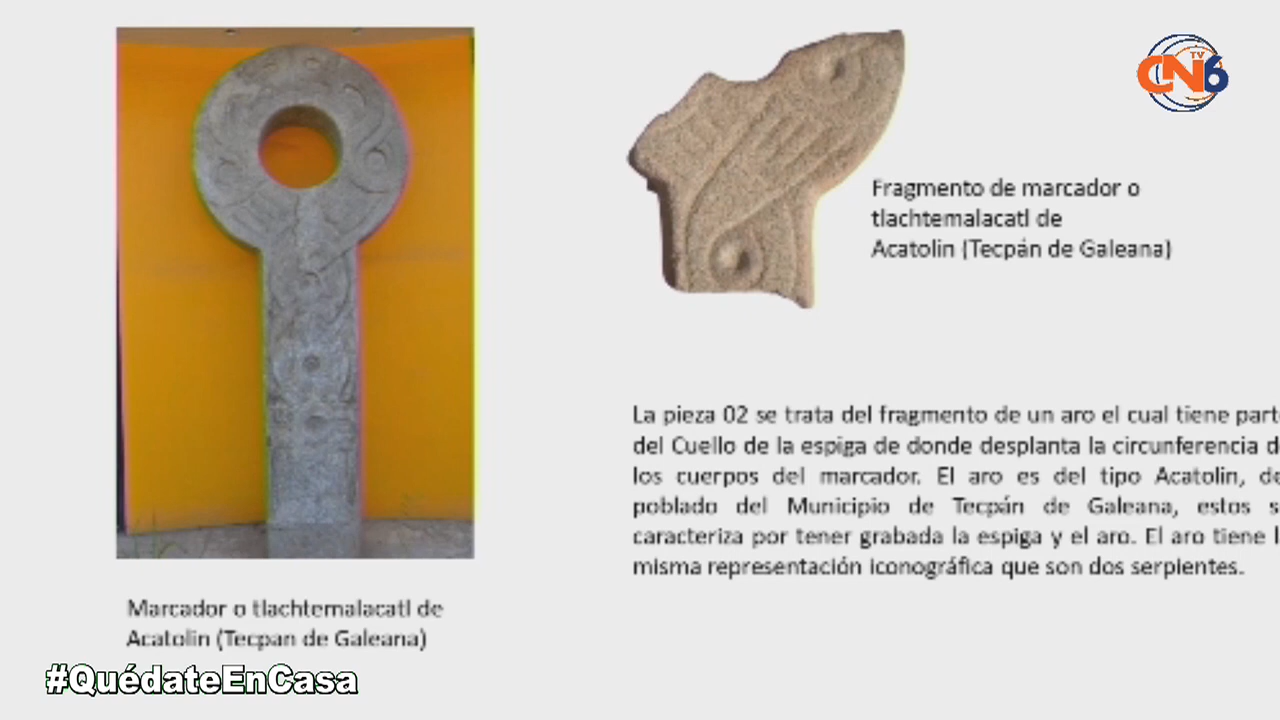 CN6
TV
Fragmento de marcador o
tlachtemalacatl de
Acatolin (Tecpán de Galeana)
La pieza 02 se trata del fragmento de un aro el cual tiene part
del Cuello de la espiga de donde desplanta la circunferencia d
los cuerpos del marcador. El aro es del tipo Acatolin, de
poblado del Municipio de Tecpán de Galeana, estos s
caracteriza por tener grabada la espiga y el aro. El aro tiene l
misma representación iconográfica que son dos serpientes.
Marcador o tlachtemalacatl de
Acatolin (Tecpan de Galeana)
#QuédateEnCasa